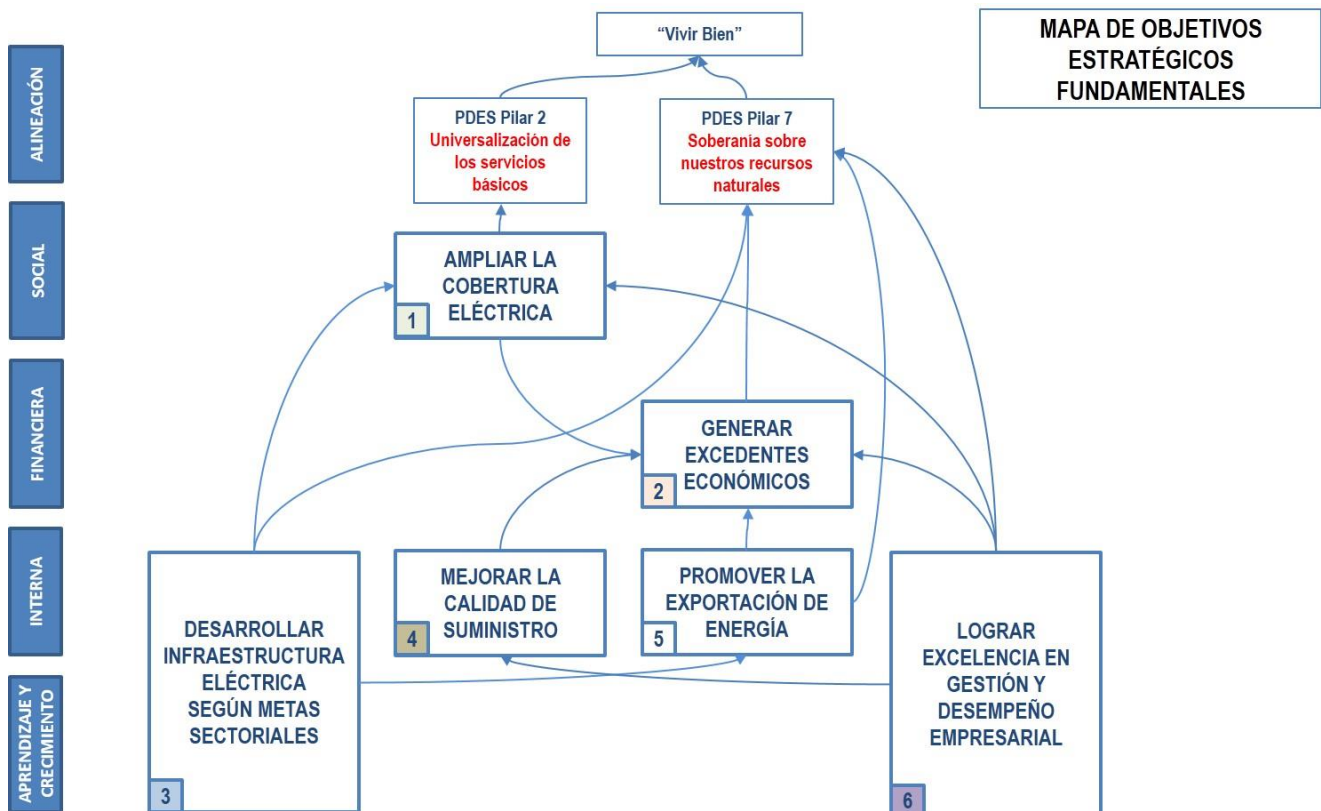 MAPA DE OBJETIVOS
ESTRATÉGICOS
FUNDAMENTALES
ALINEACIÓN
“Vivir Bien”
PDES Pilar 2
Universalización de
los servicios
básicos
PDES Pilar 7
Soberanía sobre
nuestros recursos
naturales
SOCIAL
AMPLIAR LA
COBERTURA
ELÉCTRICA
1
FINANCIERA
GENERAR
EXCEDENTES
ECONÓMICOS
2
INTERNA
MEJORAR LA
CALIDAD DE
SUMINISTRO
4
PROMOVER LA
EXPORTACIÓN DE
ENERGÍA
5
APRENDIZAJE Y
CRECIMIENTO
DESARROLLAR
INFRAESTRUCTURA
ELÉCTRICA
SEGÚN METAS
SECTORIALES
3
LOGRAR
EXCELENCIA EN
GESTIÓN Y
DESEMPEÑO
EMPRESARIAL
6